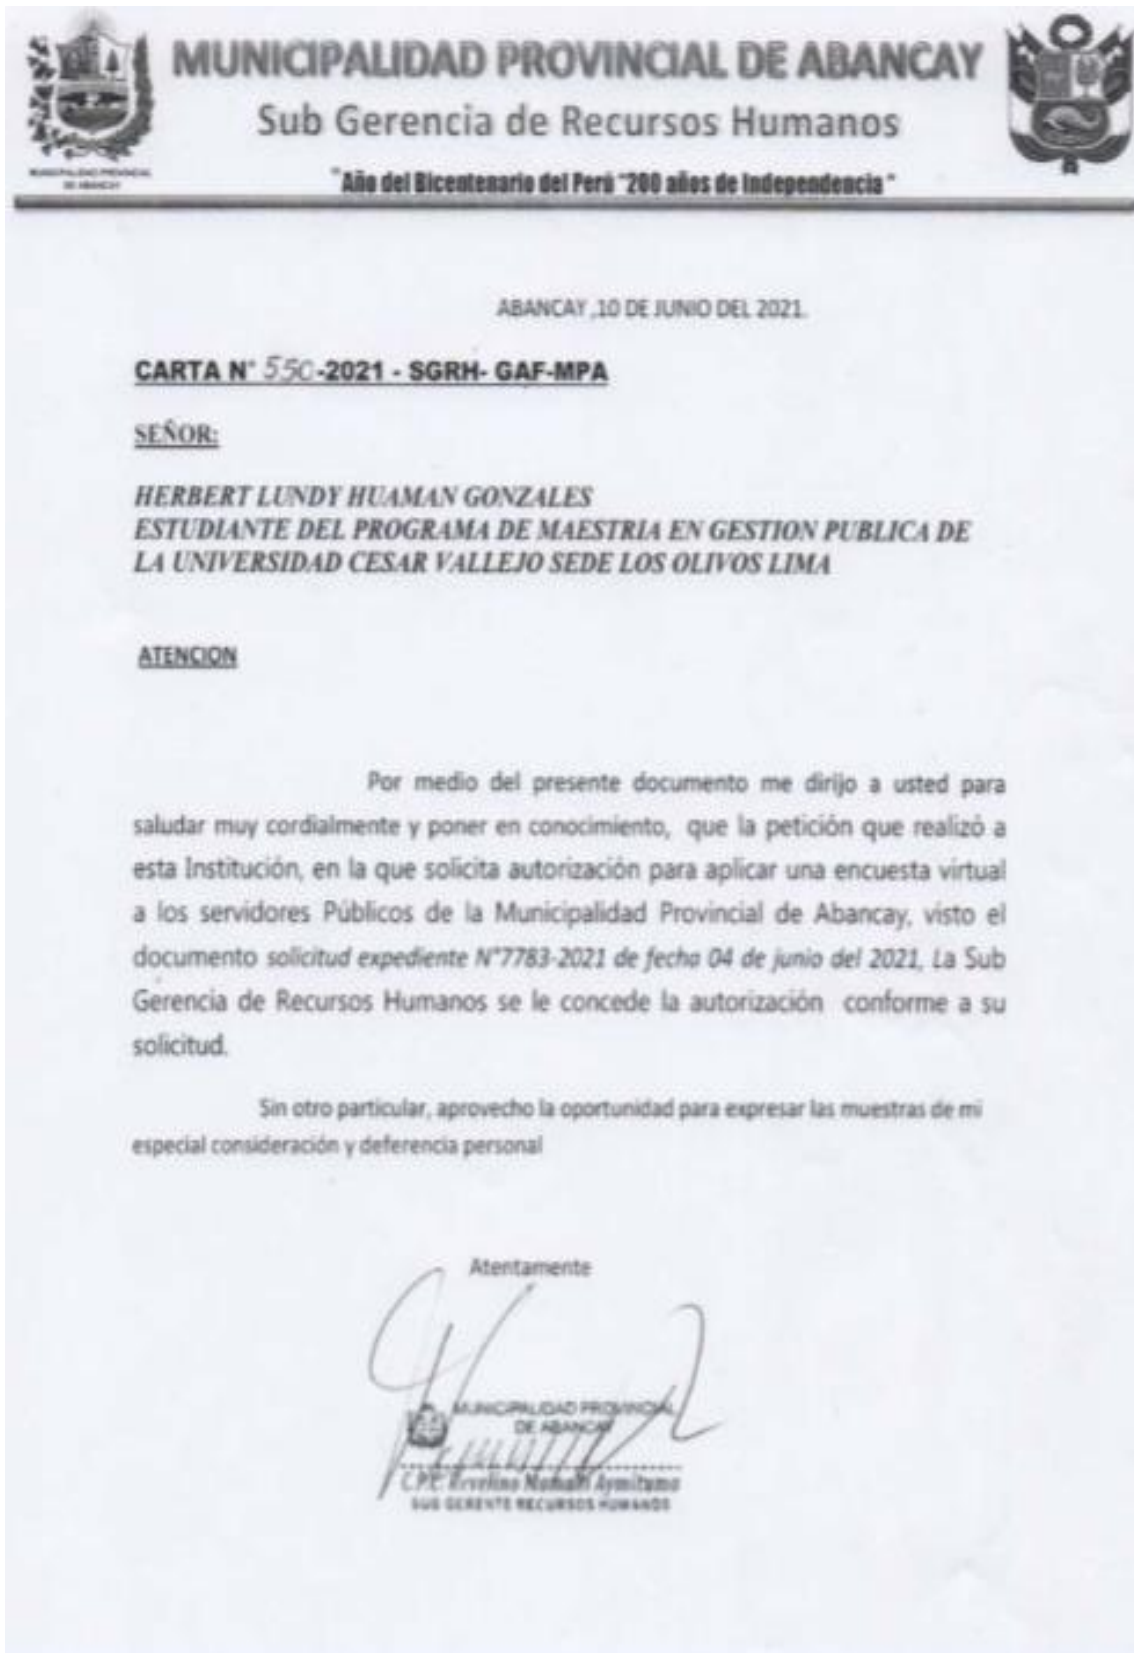 MUNICIPALIDAD PROVINCIAL DE ABANCAY
Sub Gerencia de Recursos Humanos
MUNICIPALIDAD PROVINCIAL
DE ABANCAY
"Año del Bicentenario del Perú "200 años de Independencia "
ABANCAY ,10 DE JUNIO DEL 2021.
CARTA N° 550-2021 - SGRH- GAF-MPA
SEÑOR:
HERBERT LUNDY HUAMAN GONZALES
ESTUDIANTE DEL PROGRAMA DE MAESTRIA EN GESTION PUBLICA DE
LA UNIVERSIDAD CESAR VALLEJO SEDE LOS OLIVOS LIMA
ATENCION
Por medio del presente documento me dirijo a usted para
saludar muy cordialmente y poner en conocimiento, que la petición que realizó a
esta Institución, en la que solicita autorización para aplicar una encuesta virtual
a los servidores Públicos de la Municipalidad Provincial de Abancay, visto el
documento solicitud expediente N°7783-2021 de fecha 04 de junio del 2021, La Sub
Gerencia de Recursos Humanos se le concede la autorización conforme a su
solicitud.
Sin otro particular, aprovecho la oportunidad para expresar las muestras de mi
especial consideración y deferencia personal
Atentamente
MUNICIPALIDAD PROVINCIAL
DE ABANCAY
C.P.C. Mamani Aymituma
SUB GERENTE RECURSOS HUMANOS